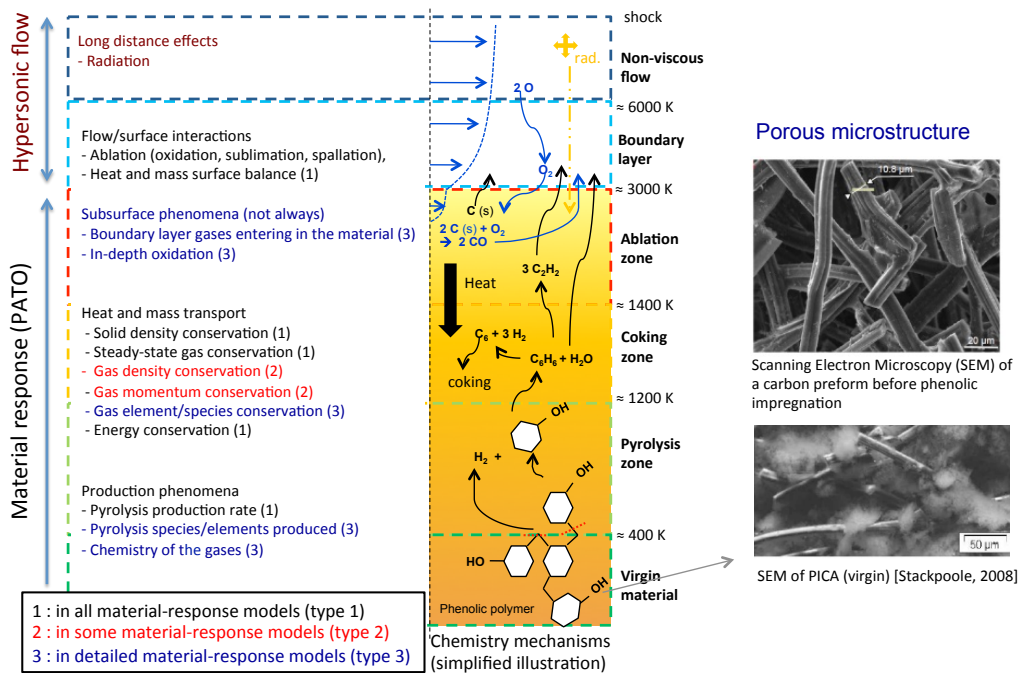 Hypersonic flow
Material response (PATO)
Long distance effects
- Radiation
Flow/surface interactions
- Ablation (oxidation, sublimation, spallation),
- Heat and mass surface balance (1)
Subsurface phenomena (not always)
- Boundary layer gases entering in the material (3)
- In-depth oxidation (3)
Heat and mass transport
- Solid density conservation (1)
- Steady-state gas conservation (1)
- Gas density conservation (2)
- Gas momentum conservation (2)
- Gas element/species conservation (3)
- Energy conservation (1)
Production phenomena
- Pyrolysis production rate (1)
- Pyrolysis species/elements produced (3)
- Chemistry of the gases (3)
1 : in all material-response models (type 1)
2 : in some material-response models (type 2)
3 : in detailed material-response models (type 3)
rad.
2 O
O₂
C (s)
2 C (s) + O₂
→ 2 CO
3 C₂H₂
Heat
C₆ + 3 H₂
C₆H₆ + H₂O
coking
OH
H₂ +
OH
HO
OH
Phenolic polymer
Chemistry mechanisms
(simplified illustration)
shock
Non-viscous
flow
≈ 6000 K
Boundary
layer
≈ 3000 K
Ablation
zone
≈ 1400 K
Coking
zone
≈ 1200 K
Pyrolysis
zone
≈ 400 K
Virgin
material
Porous microstructure
10.8 µm
20 µm
Scanning Electron Microscopy (SEM) of
a carbon preform before phenolic
impregnation
50 µm
SEM of PICA (virgin) [Stackpoole, 2008]